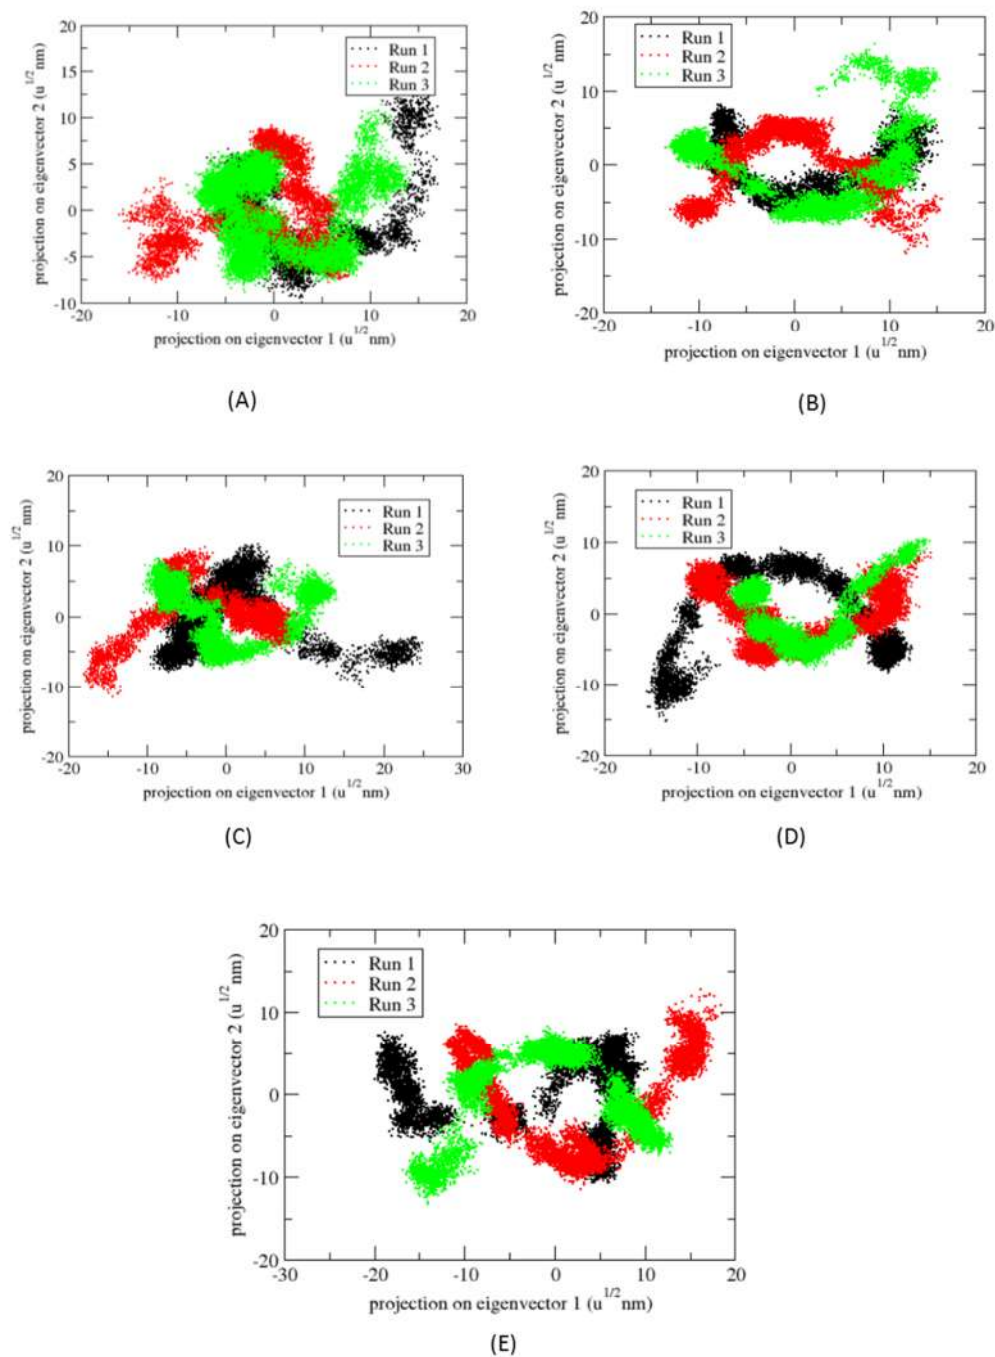 20
15
10
5
0
-5
-10
-10
0
10
20
projection on eigenvector 2 (u^1/2 nm)
projection on eigenvector 1 (u^1/2 nm)
Run 1
Run 2
Run 3
(A)
20
10
0
-10
-20
-10
0
10
20
projection on eigenvector 2 (u^1/2 nm)
projection on eigenvector 1 (u^1/2 nm)
Run 1
Run 2
Run 3
(B)
20
10
0
-10
-20
-20
-10
0
10
20
30
projection on eigenvector 2 (u^1/2 nm)
projection on eigenvector 1 (u^1/2 nm)
Run 1
Run 2
Run 3
(C)
20
10
0
-10
-20
-20
-10
0
10
20
projection on eigenvector 2 (u^1/2 nm)
projection on eigenvector 1 (u^1/2 nm)
Run 1
Run 2
Run 3
(D)
20
10
0
-10
-20
-30
-20
-10
0
10
20
projection on eigenvector 2 (u^1/2 nm)
projection on eigenvector 1 (u^1/2 nm)
Run 1
Run 2
Run 3
(E)